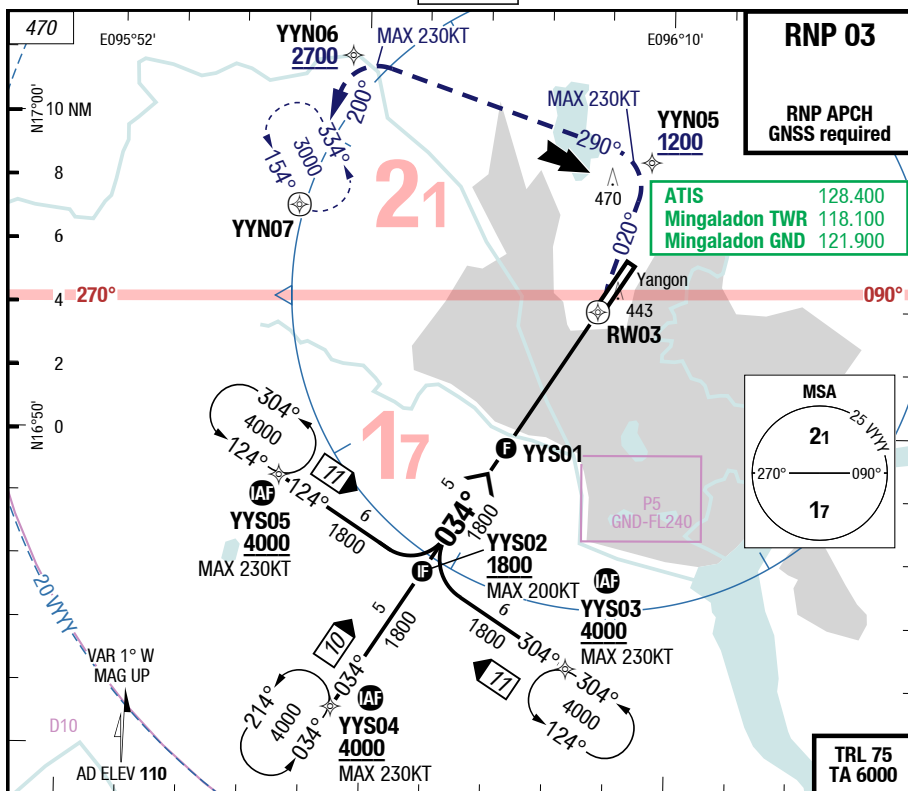 470
E095°52'
YYN06
2700
MAX 230KT
E096°10'
RNP 03
RNP APCH
GNSS required
N17°00'
10 NM
8
6
4
2
0
N16°50'
200°
334°
3000
154°
YYN07
290°
MAX 230KT
YYN05
1200
470
020°
21
ATIS 128.400
Mingaladon TWR 118.100
Mingaladon GND 121.900
270°
090°
Yangon
443
RW03
17
MSA
25 VYYY
21
270°
090°
17
304°
4000
124°
IAF
YYS05
4000
MAX 230KT
124°
11
6
1800
F
YYS01
5
034°
1800
P5
GND-FL240
IF
YYS02
1800
MAX 200KT
IAF
YYS03
4000
MAX 230KT
6
1800
304°
11
304°
4000
124°
5
1800
10
034°
214°
4000
034°
IAF
YYS04
4000
MAX 230KT
20 VYYY
VAR 1° W
MAG UP
D10
AD ELEV 110
TRL 75
TA 6000